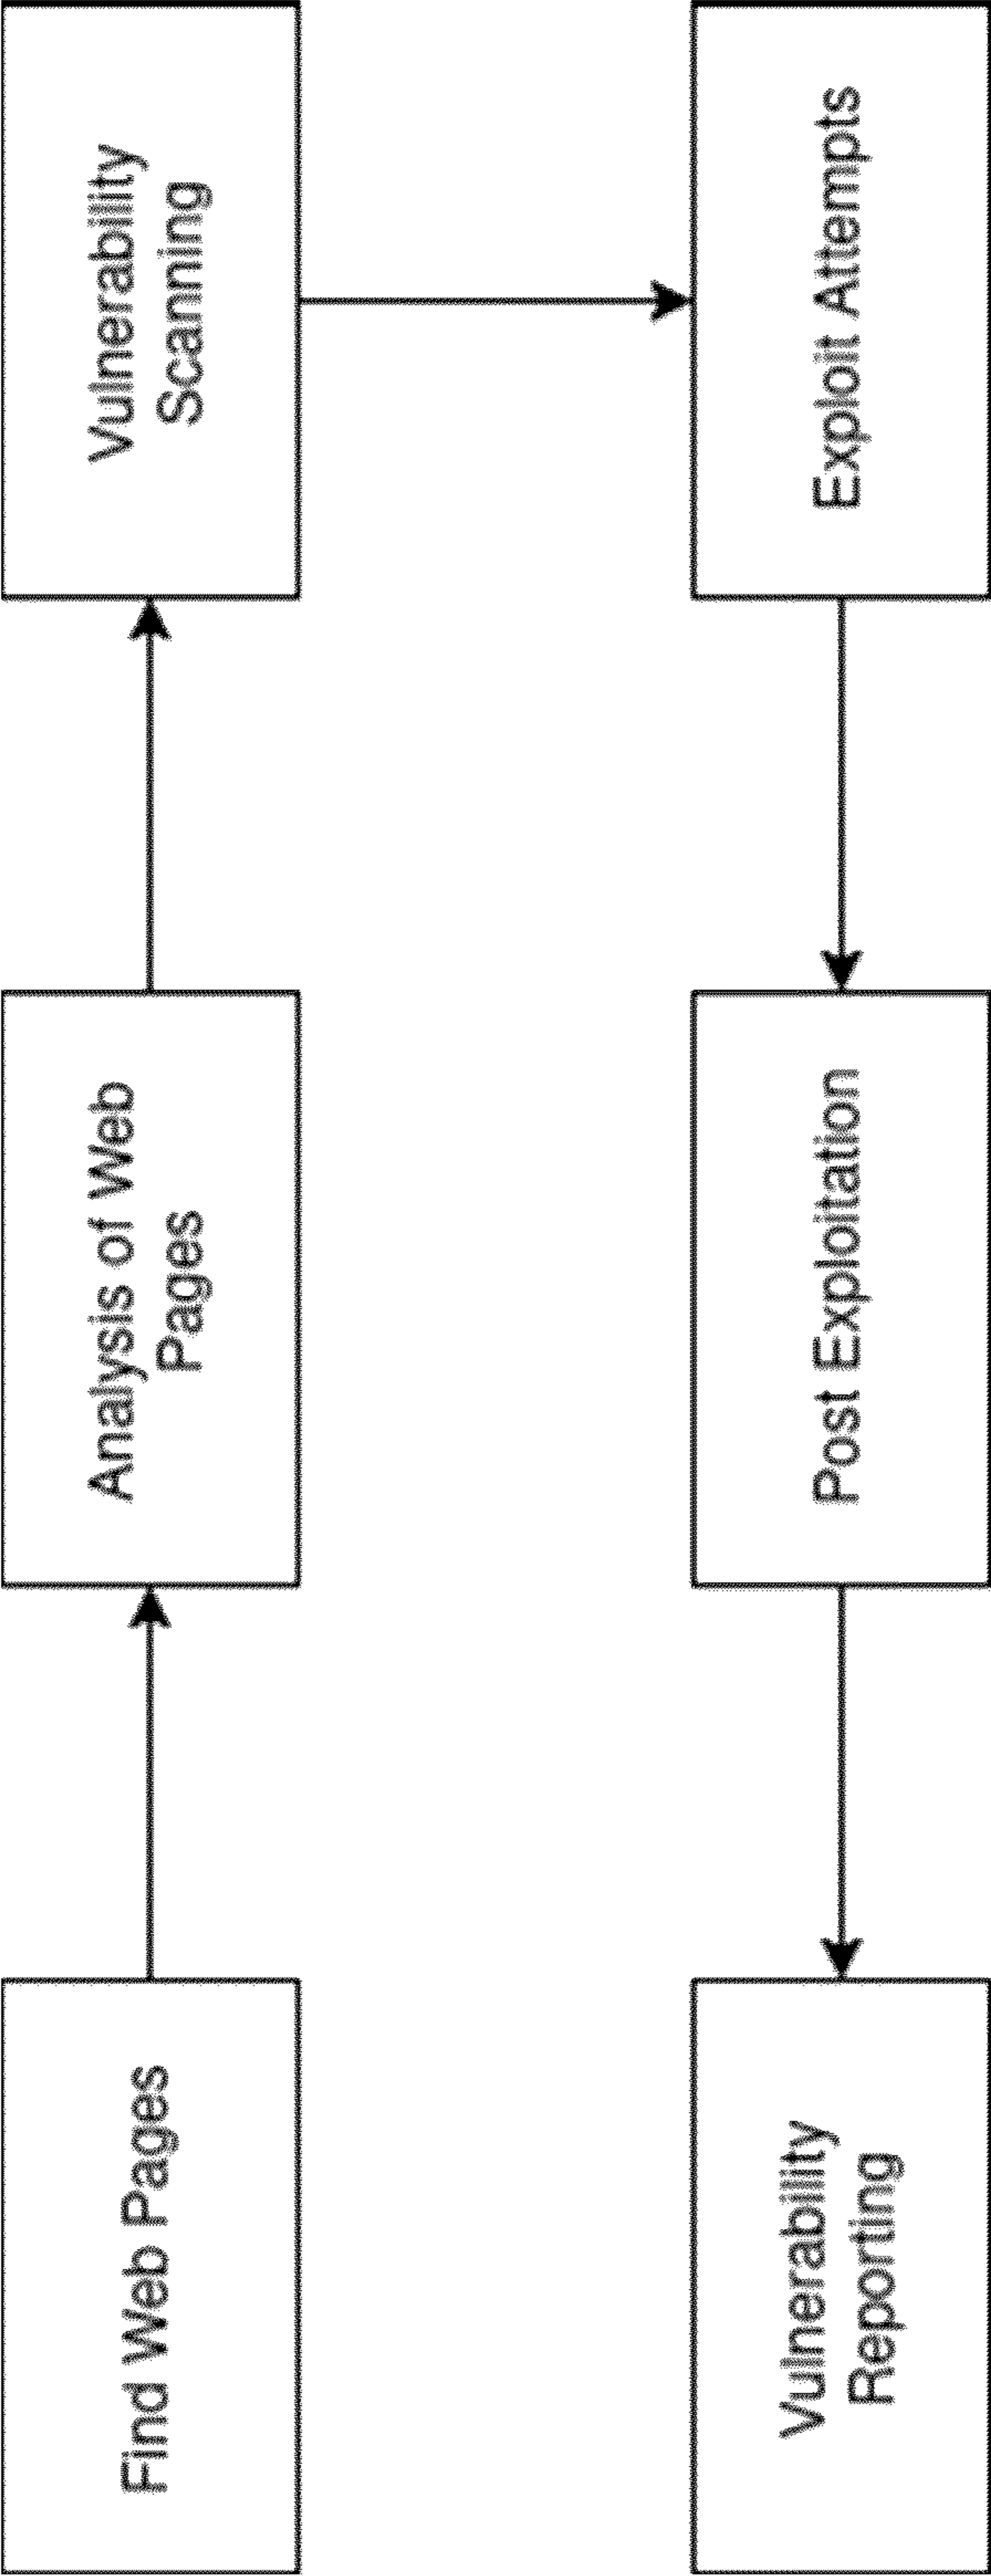 Find Web Pages
Analysis of Web
Pages
Vulnerability
Scanning
Exploit Attempts
Post Exploitation
Vulnerability
Reporting